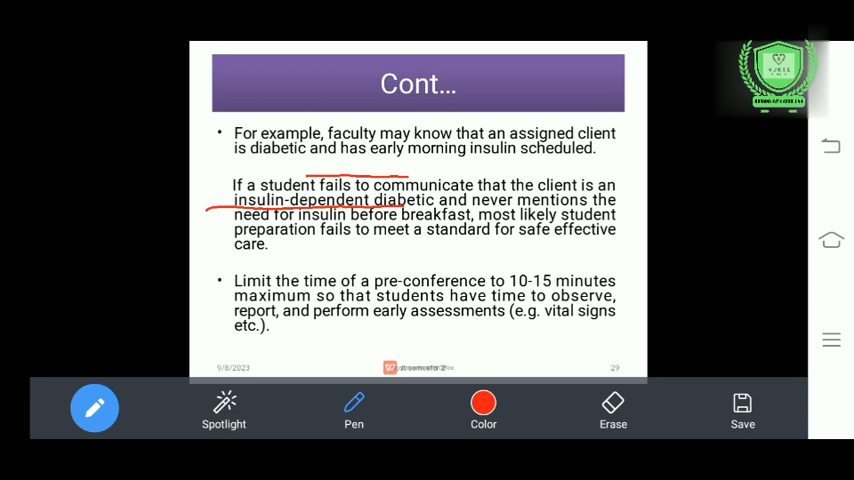 Cont...
• For example, faculty may know that an assigned client
is diabetic and has early morning insulin scheduled.
If a student fails to communicate that the client is an
insulin-dependent diabetic and never mentions the
need for insulin before breakfast, most likely student
preparation fails to meet a standard for safe effective
care.
• Limit the time of a pre-conference to 10-15 minutes
maximum so that students have time to observe,
report, and perform early assessments (e.g. vital signs
etc.).
9/8/2023
29
Spotlight
Pen
Color
Erase
Save